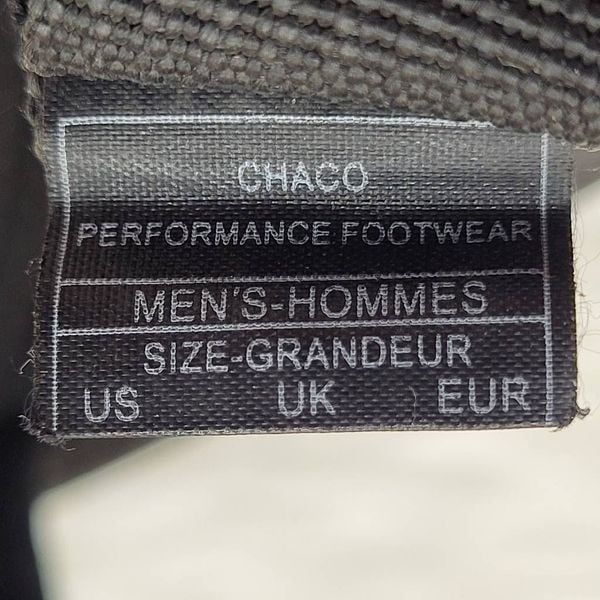 CHACO
PERFORMANCE FOOTWEAR
MEN'S-HOMMES
SIZE-GRANDEUR
US UK EUR